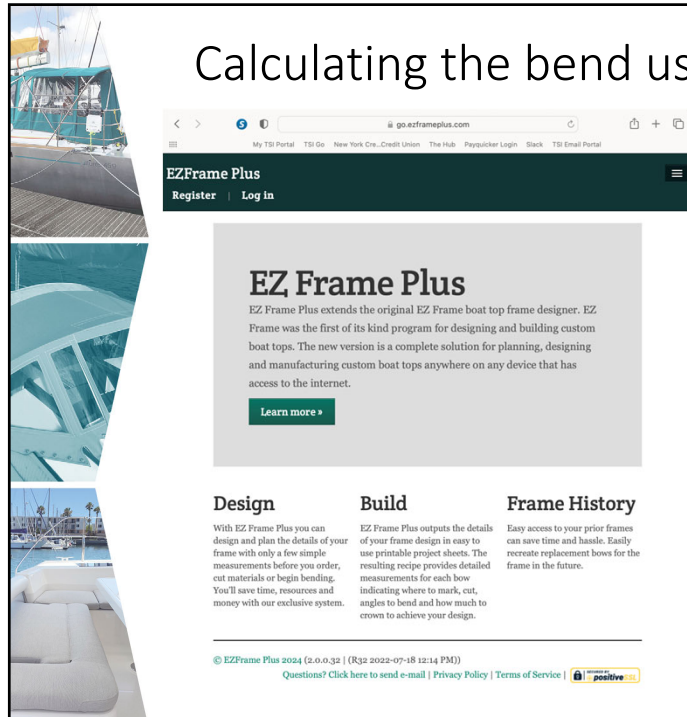 Calculating the bend us
go.ezframeplus.com
My TSI Portal TSI Go New York Cre...Credit Union The Hub Payquicker Login Slack TSI Email Portal
EZFrame Plus
Register | Log in
EZ Frame Plus
EZ Frame Plus extends the original EZ Frame boat top frame designer. EZ
Frame was the first of its kind program for designing and building custom
boat tops. The new version is a complete solution for planning, designing
and manufacturing custom boat tops anywhere on any device that has
access to the internet.
Learn more »
Design
With EZ Frame Plus you can
design and plan the details of your
frame with only a few simple
measurements before you order,
cut materials or begin bending.
You'll save time, resources and
money with our exclusive system.
Build
EZ Frame Plus outputs the details
of your frame design in easy to
use printable project sheets. The
resulting recipe provides detailed
measurements for each bow
indicating where to mark, cut,
angles to bend and how much to
crown to achieve your design.
Frame History
Easy access to your prior frames
can save time and hassle. Easily
recreate replacement bows for the
frame in the future.
© EZFrame Plus 2024 (2.0.0.32 | (R32 2022-07-18 12:14 PM))
Questions? Click here to send e-mail | Privacy Policy | Terms of Service |
SECURED BY
positiveSSL